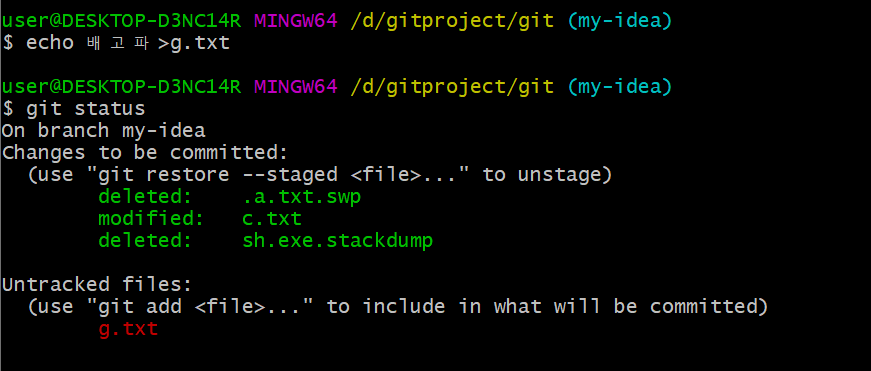 user@DESKTOP-D3NC14R MINGW64 /d/gitproject/git (my-idea)
$ echo 배고파>g.txt
user@DESKTOP-D3NC14R MINGW64 /d/gitproject/git (my-idea)
$ git status
On branch my-idea
Changes to be committed:
  (use "git restore --staged <file>..." to unstage)
        deleted:    .a.txt.swp
        modified:   c.txt
        deleted:    sh.exe.stackdump
Untracked files:
  (use "git add <file>..." to include in what will be committed)
        g.txt